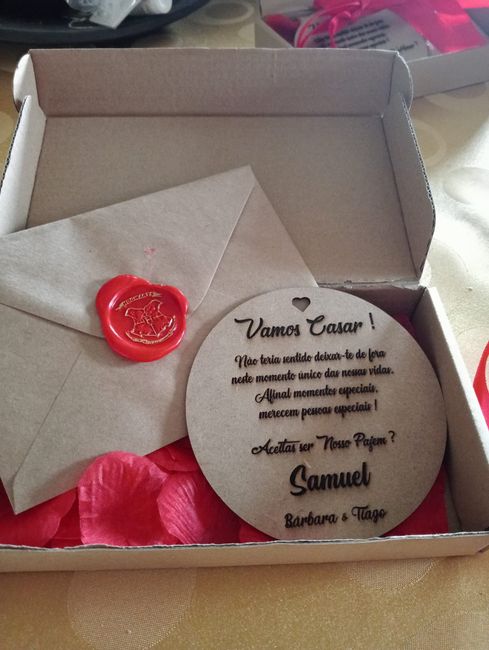 HOGWARTS
Vamos Casar !
Não teria sentido deixar-te de fora
neste momento único das nossas vidas.
Afinal momentos especiais,
merecem pessoas especiais !
Aceitas ser Nosso Pajem ?
Samuel
Bárbara & Tiago